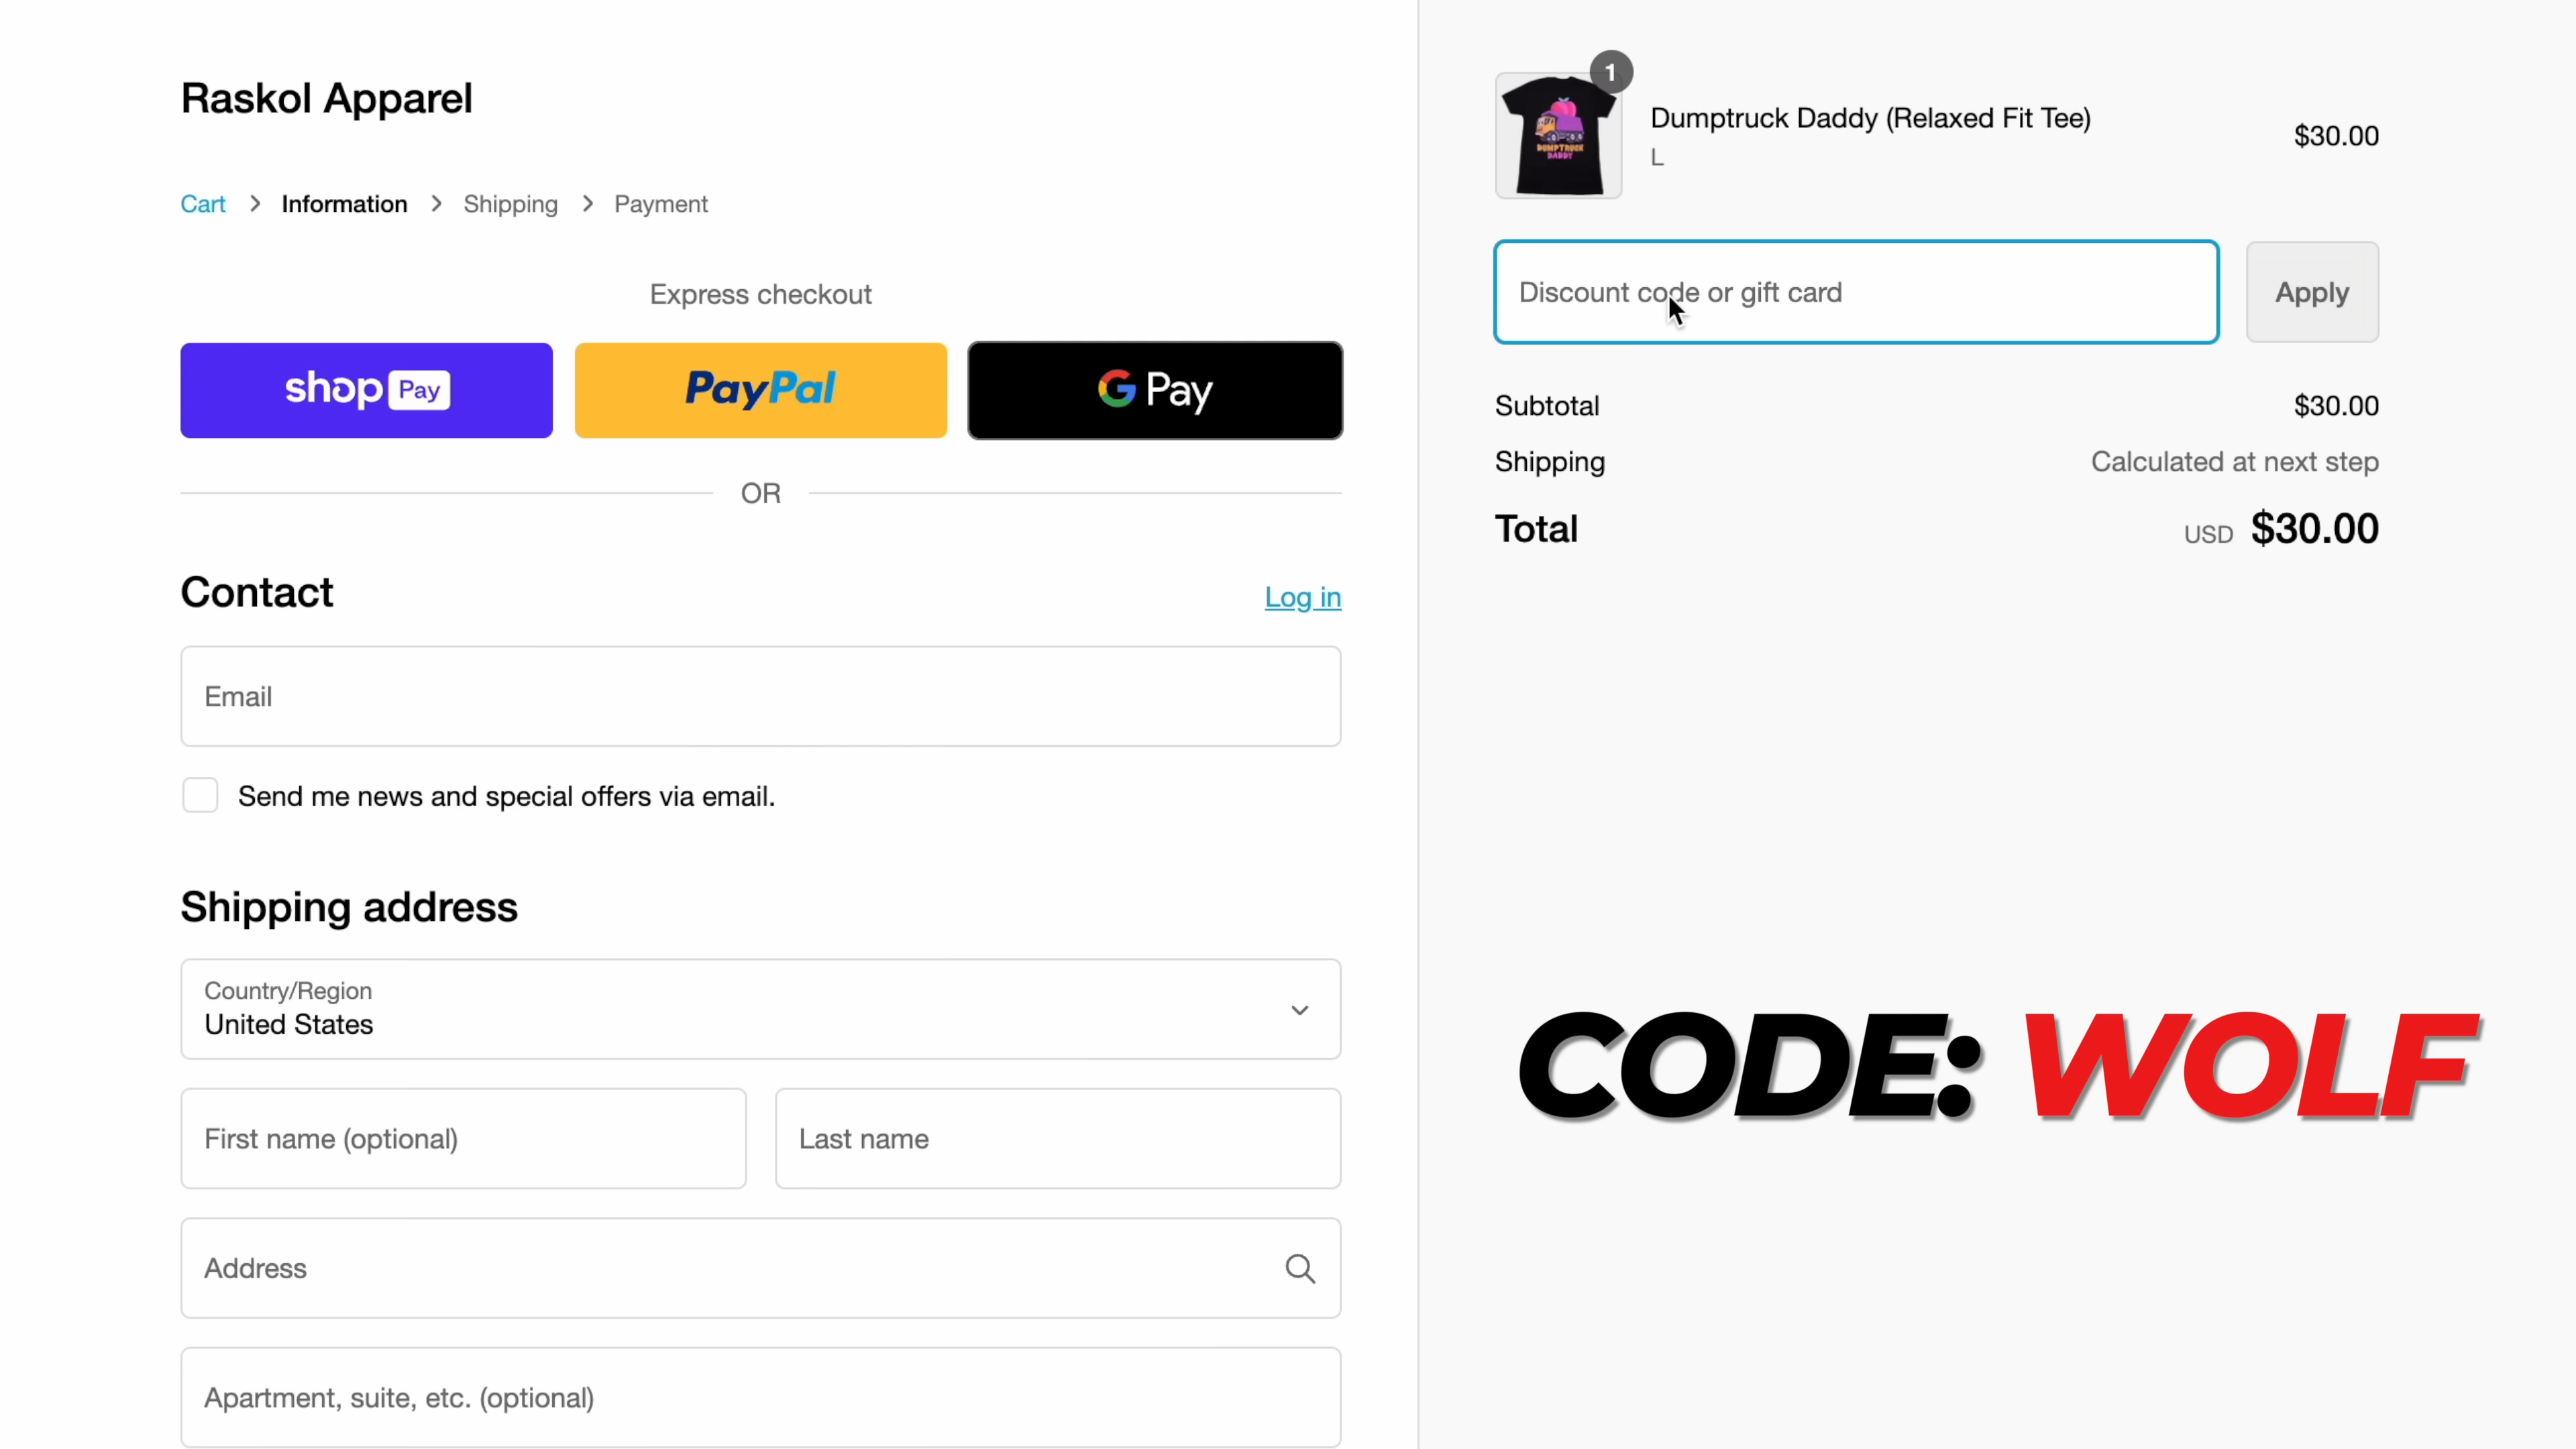 Raskol Apparel
Cart > Information > Shipping > Payment
Express checkout
shop Pay
PayPal
G Pay
OR
Contact
Log in
Email
Send me news and special offers via email.
Shipping address
Country/Region
United States
First name (optional)
Last name
Address
Apartment, suite, etc. (optional)
1
DUMPTRUCK
DADDY
Dumptruck Daddy (Relaxed Fit Tee)
L
$30.00
Discount code or gift card
Apply
Subtotal $30.00
Shipping Calculated at next step
Total USD $30.00
CODE: WOLF